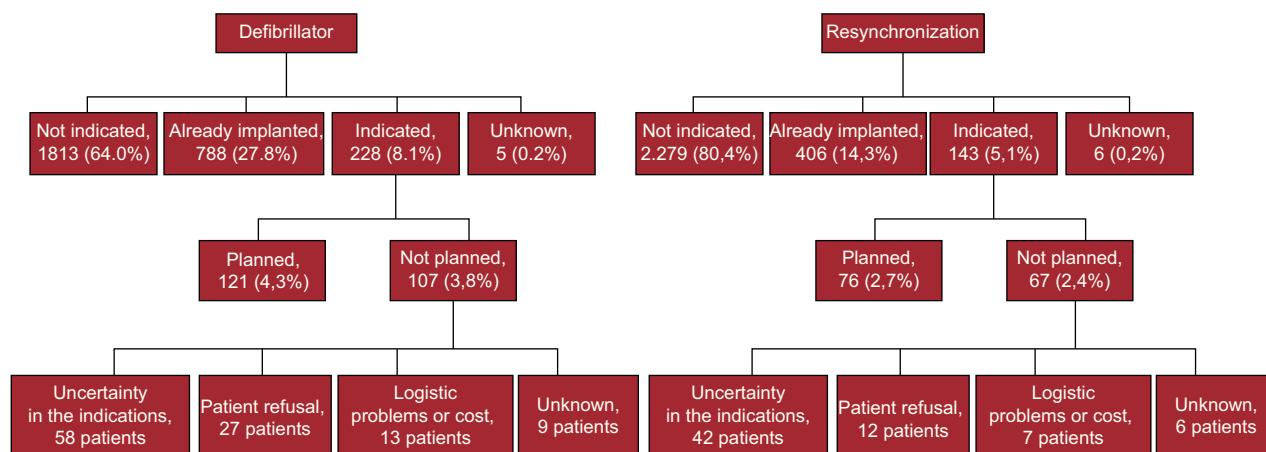 Defibrillator
Not indicated,
1813 (64.0%)
Already implanted,
788 (27.8%)
Indicated,
228 (8.1%)
Unknown,
5 (0.2%)
Planned,
121 (4,3%)
Not planned,
107 (3,8%)
Uncertainty
in the indications,
58 patients
Patient refusal,
27 patients
Logistic
problems or cost,
13 patients
Unknown,
9 patients
Resynchronization
Not indicated,
2.279 (80,4%)
Already implanted,
406 (14,3%)
Indicated,
143 (5,1%)
Unknown,
6 (0,2%)
Planned,
76 (2,7%)
Not planned,
67 (2,4%)
Uncertainty
in the indications,
42 patients
Patient refusal,
12 patients
Logistic
problems or cost,
7 patients
Unknown,
6 patients